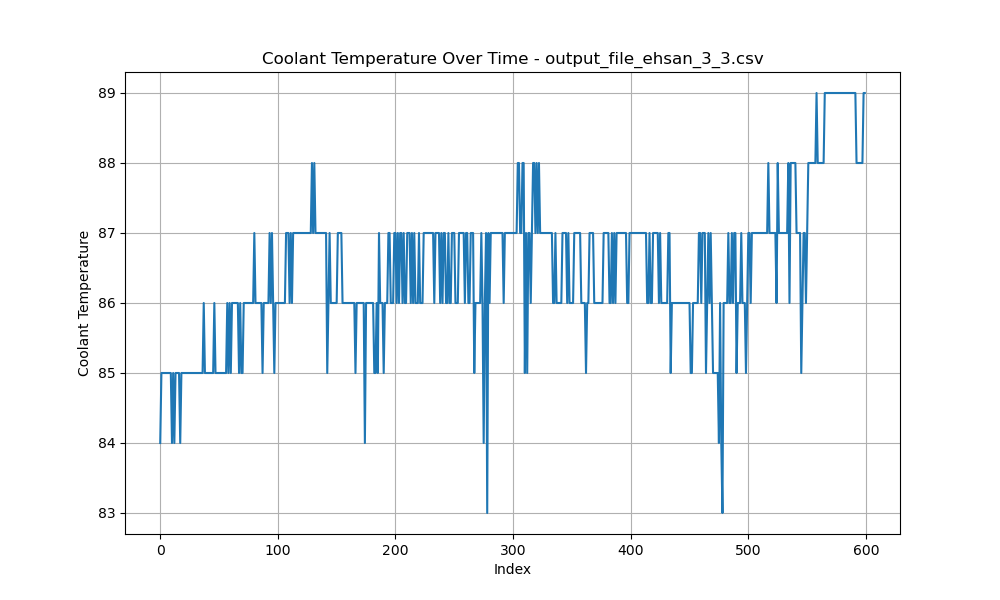 Coolant Temperature Over Time - output_file_ehsan_3_3.csv
Coolant Temperature
89
88
87
86
85
84
83
0 100 200 300 400 500 600
Index